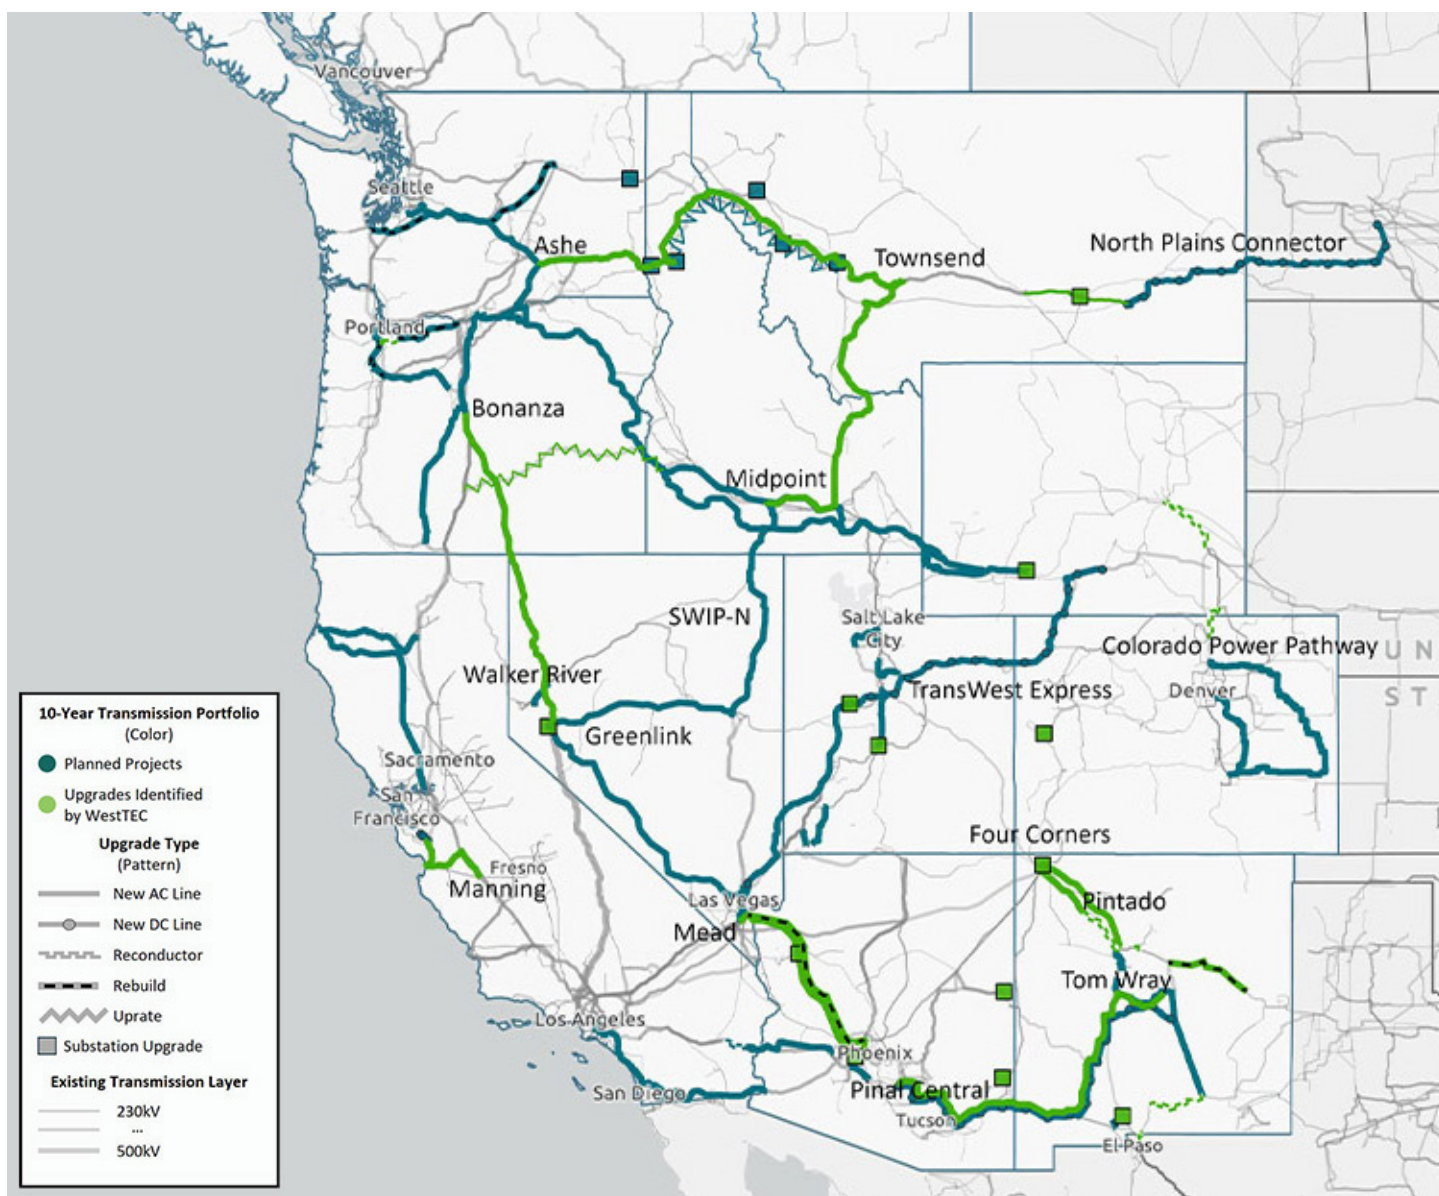 Vancouver
Seattle
Ashe
Townsend
North Plains Connector
Portland
Bonanza
Midpoint
SWIP-N
Salt Lake
City
Colorado Power Pathway
U N
Walker River
TransWest Express
Denver
S T
Greenlink
Sacramento
San
Francisco
Four Corners
Fresno
Manning
Las Vegas
Pintado
Mead
Tom Wray
Los Angeles
Phoenix
San Diego
Pinal Central
Tucson
El Paso
10-Year Transmission Portfolio
(Color)
Planned Projects
Upgrades Identified
by WestTEC
Upgrade Type
(Pattern)
New AC Line
New DC Line
Reconductor
Rebuild
Uprate
Substation Upgrade
Existing Transmission Layer
230kV
...
500kV